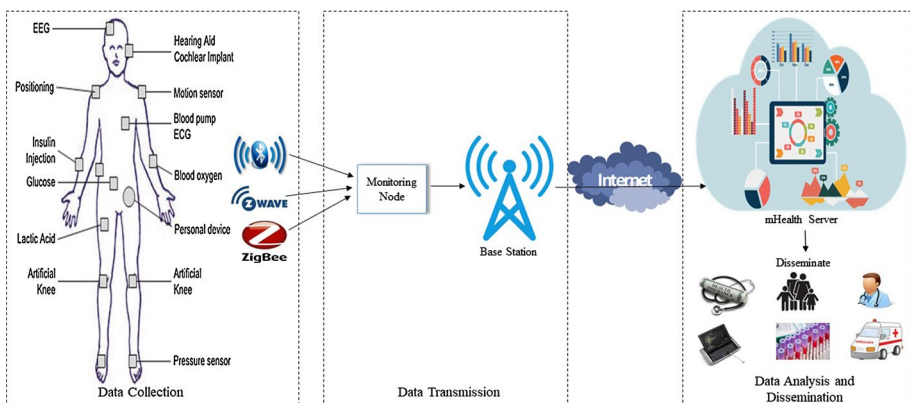 EEG
Hearing Aid
Cochlear Implant
Positioning
Motion sensor
Blood pump
ECG
Insulin
Injection
Blood oxygen
Glucose
Lactic Acid
Personal device
Artificial
Knee
Artificial
Knee
Pressure sensor
Data Collection
Z WAVE
ZigBee
Monitoring
Node
Base Station
Data Transmission
Internet
mHealth Server
Disseminate
AMBULANCE
Data Analysis and
Dissemination